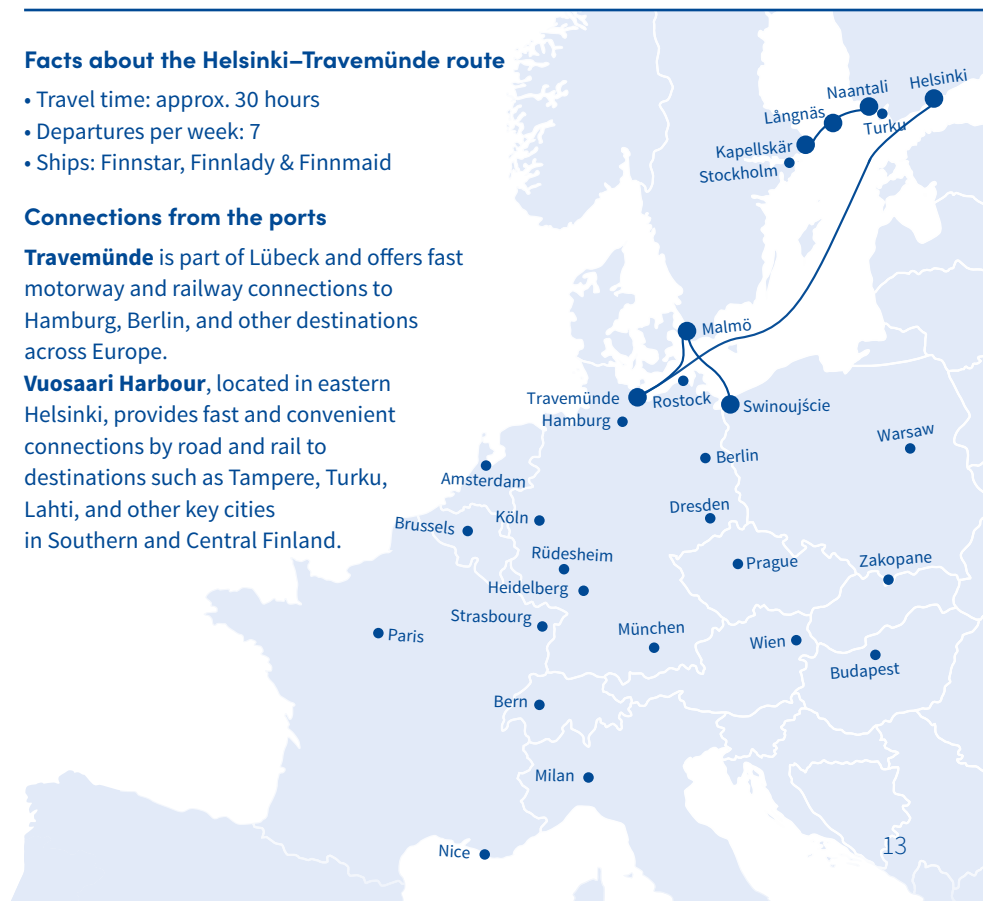 Facts about the Helsinki–Travemünde route
• Travel time: approx. 30 hours
• Departures per week: 7
• Ships: Finnstar, Finnlady & Finnmaid
Connections from the ports
Travemünde is part of Lübeck and offers fast
motorway and railway connections to
Hamburg, Berlin, and other destinations
across Europe.
Vuosaari Harbour, located in eastern
Helsinki, provides fast and convenient
connections by road and rail to
destinations such as Tampere, Turku,
Lahti, and other key cities
in Southern and Central Finland.
Helsinki
Naantali
Långnäs
Turku
Kapellskär
Stockholm
Malmö
Travemünde
Rostock
Swinoujście
Hamburg
Warsaw
Berlin
Amsterdam
Dresden
Köln
Brussels
Rüdesheim
Prague
Zakopane
Heidelberg
Strasbourg
München
Paris
Wien
Budapest
Bern
Milan
Nice
13